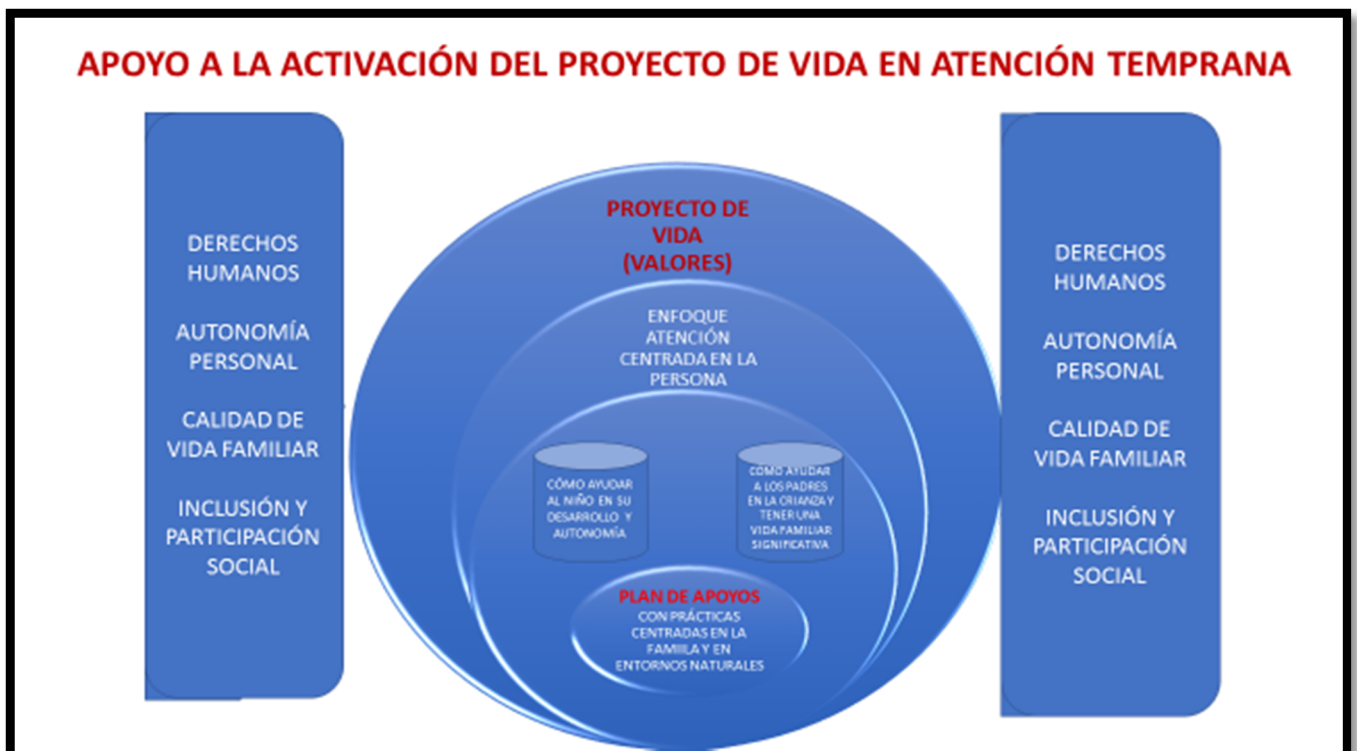 APOYO A LA ACTIVACIÓN DEL PROYECTO DE VIDA EN ATENCIÓN TEMPRANA
DERECHOS
HUMANOS
AUTONOMÍA
PERSONAL
CALIDAD DE
VIDA FAMILIAR
INCLUSIÓN Y
PARTICIPACIÓN
SOCIAL
PROYECTO DE
VIDA
(VALORES)
ENFOQUE
ATENCIÓN
CENTRADA EN LA
PERSONA
CÓMO AYUDAR
AL NIÑO EN SU
DESARROLLO Y
AUTONOMÍA
COMO AYUDAR
A LOS PADRES
EN LA CRIANZA Y
TENER UNA
VIDA FAMILIAR
SIGNIFICATIVA
PLAN DE APOYOS
CON PRÁCTICAS
CENTRADAS EN LA
FAMIILA Y EN
ENTORNOS NATURALES
DERECHOS
HUMANOS
AUTONOMÍA
PERSONAL
CALIDAD DE
VIDA FAMILIAR
INCLUSIÓN Y
PARTICIPACIÓN
SOCIAL